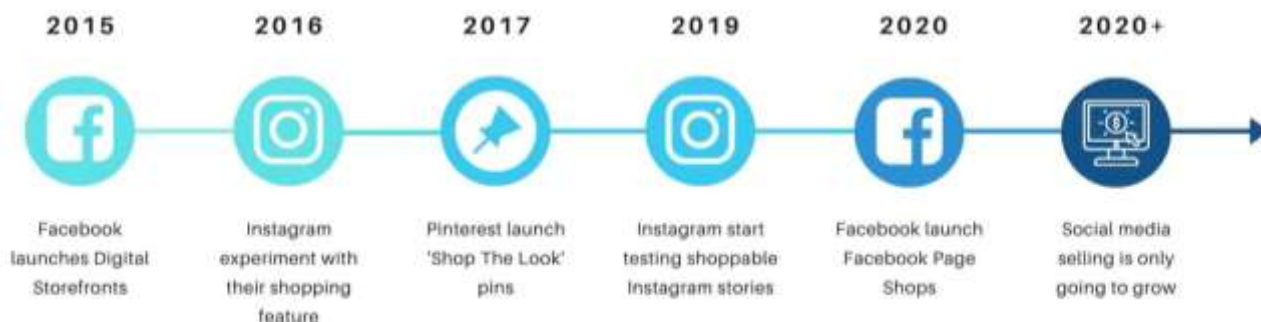 2015
2016
2017
2019
2020
2020+
Facebook
launches Digital
Storefronts
Instagram
experiment with
their shopping
feature
Pinterest launch
'Shop The Look'
pins
Instagram start
testing shoppable
Instagram stories
Facebook launch
Facebook Page
Shops
Social media
selling is only
going to grow